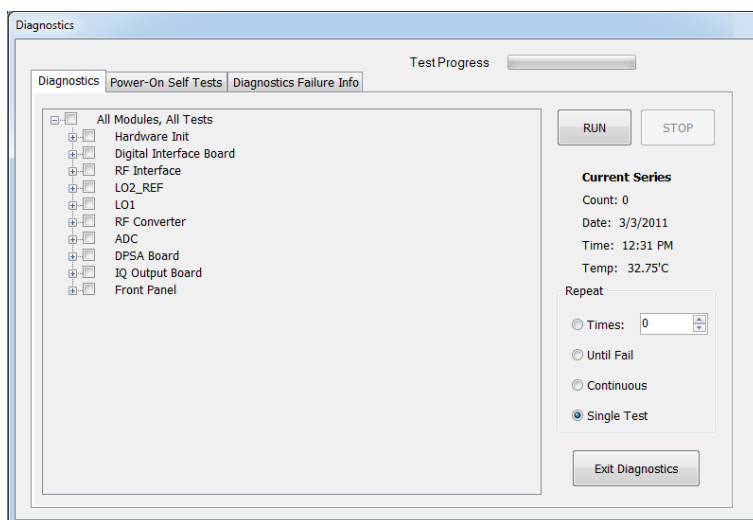 Diagnostics
Test Progress
Diagnostics Power-On Self Tests Diagnostics Failure Info
All Modules, All Tests
Hardware Init
Digital Interface Board
RF Interface
LO2_REF
LO1
RF Converter
ADC
DPSA Board
IQ Output Board
Front Panel
RUN STOP
Current Series
Count: 0
Date: 3/3/2011
Time: 12:31 PM
Temp: 32.75'C
Repeat
Times: 0
Until Fail
Continuous
Single Test
Exit Diagnostics